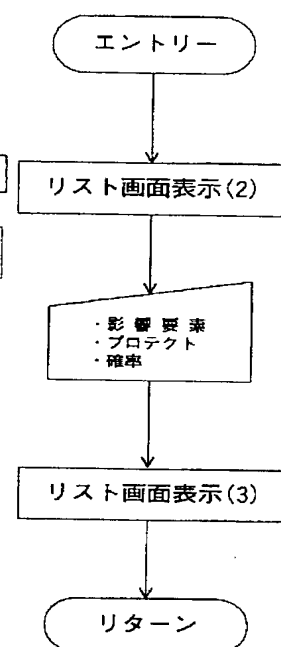 エントリー
リスト画面表示(2)
・影響要素
・プロテクト
・確率
リスト画面表示(3)
リターン